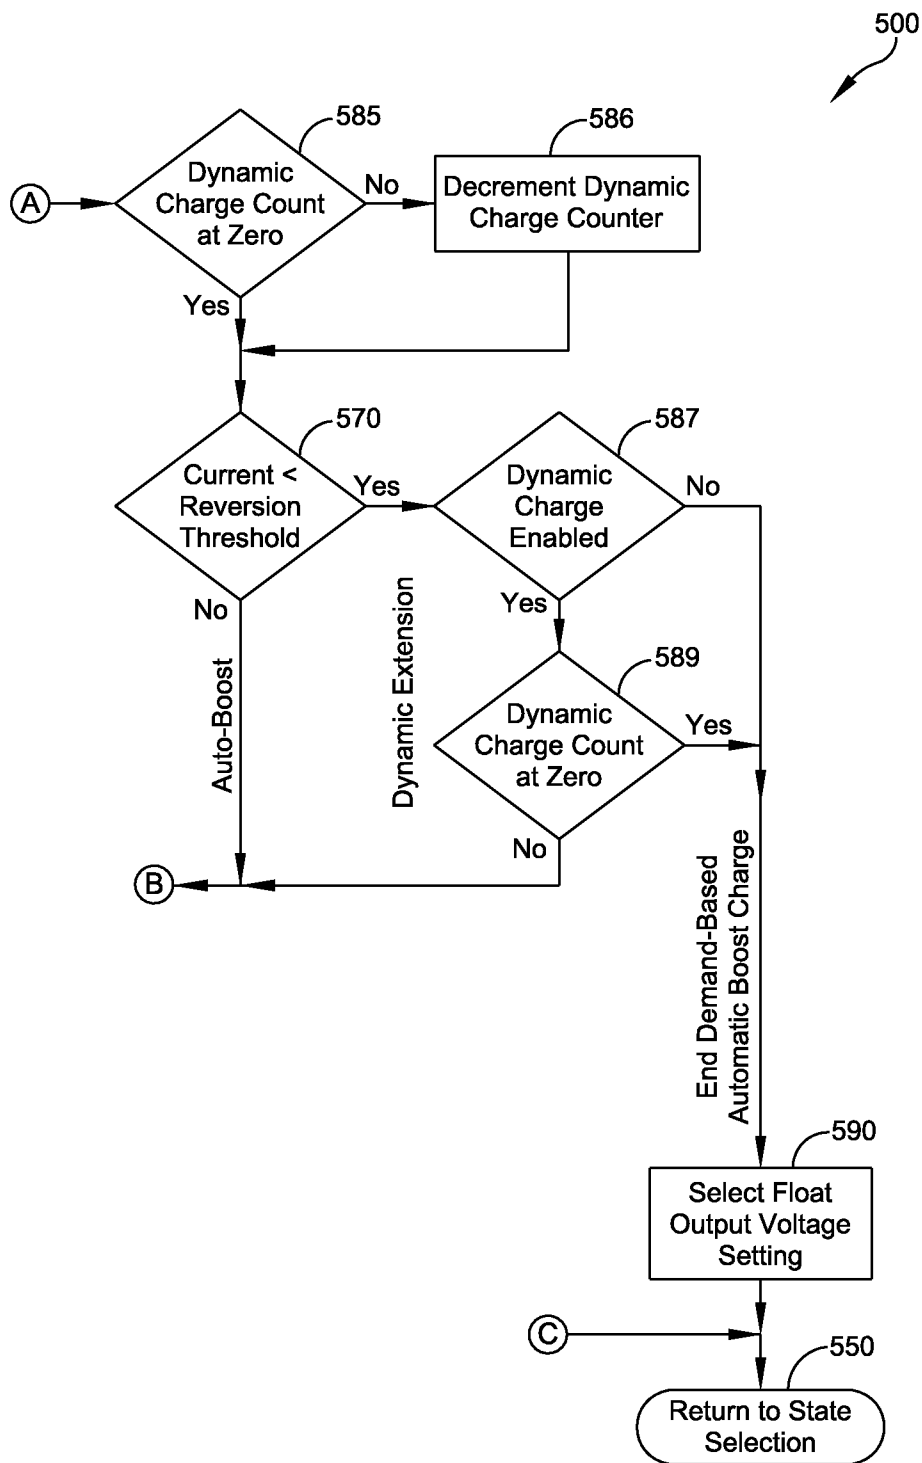 500
585
Dynamic
Charge Count
at Zero
A
No
586
Decrement Dynamic
Charge Counter
Yes
570
Current <
Reversion
Threshold
Yes
587
Dynamic
Charge
Enabled
No
No
Auto-Boost
Dynamic Extension
Yes
589
Dynamic
Charge Count
at Zero
Yes
No
B
End Demand-Based
Automatic Boost Charge
590
Select Float
Output Voltage
Setting
C
550
Return to State
Selection